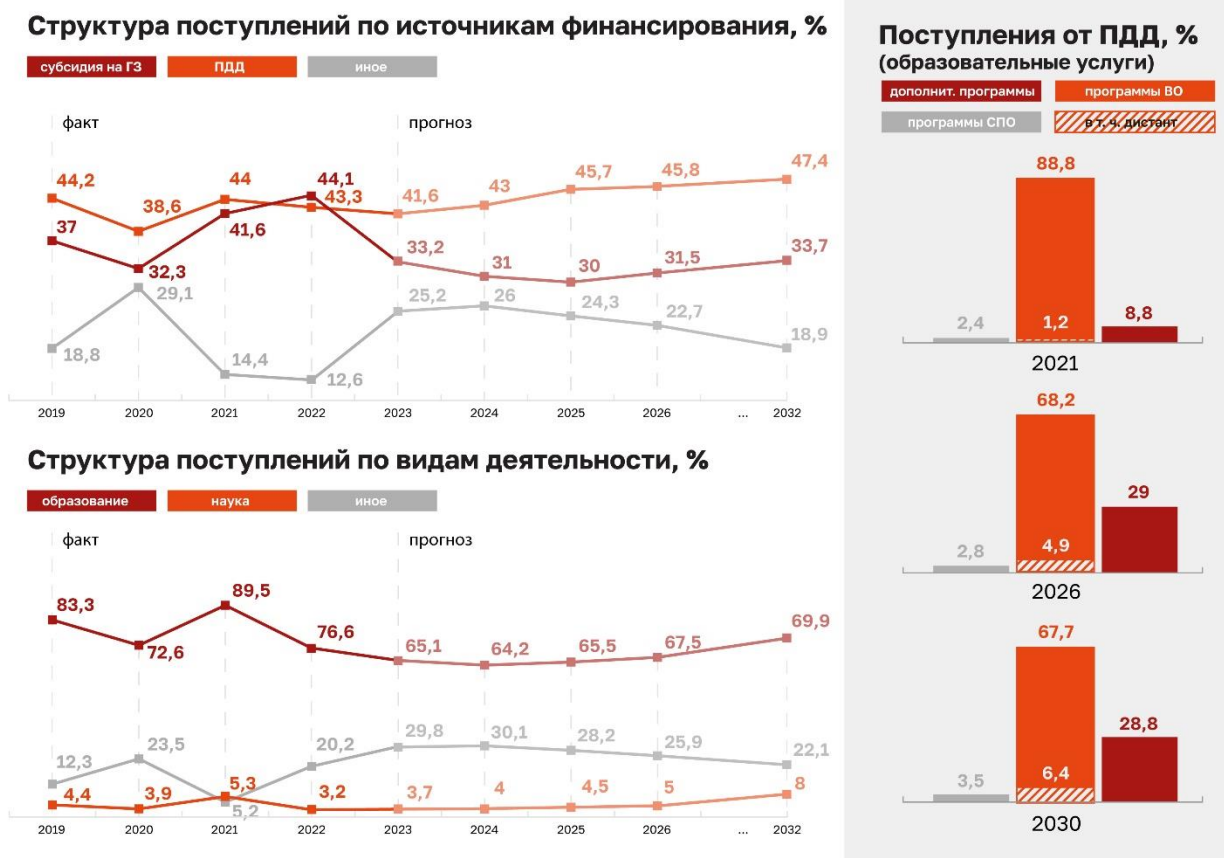 Структура поступлений по источникам финансирования, %
субсидия на ГЗ ПДД иное
факт прогноз
44,2 38,6 44 44,1 43,3 41,6 43 45,7 45,8 47,4
37 32,3 41,6 33,2 31 30 31,5 33,7
18,8 29,1 14,4 12,6 25,2 26 24,3 22,7 18,9
2019 2020 2021 2022 2023 2024 2025 2026 ... 2032
Структура поступлений по видам деятельности, %
образование наука иное
факт прогноз
83,3 72,6 89,5 76,6 65,1 64,2 65,5 67,5 69,9
12,3 23,5 5,2 20,2 29,8 30,1 28,2 25,9 22,1
4,4 3,9 5,3 3,2 3,7 4 4,5 5 8
2019 2020 2021 2022 2023 2024 2025 2026 ... 2032
Поступления от ПДД, %
(образовательные услуги)
дополнит. программы программы ВО
программы СПО в т. ч. дистант
88,8
2,4 1,2 8,8
2021
68,2
2,8 4,9 29
2026
67,7
3,5 6,4 28,8
2030